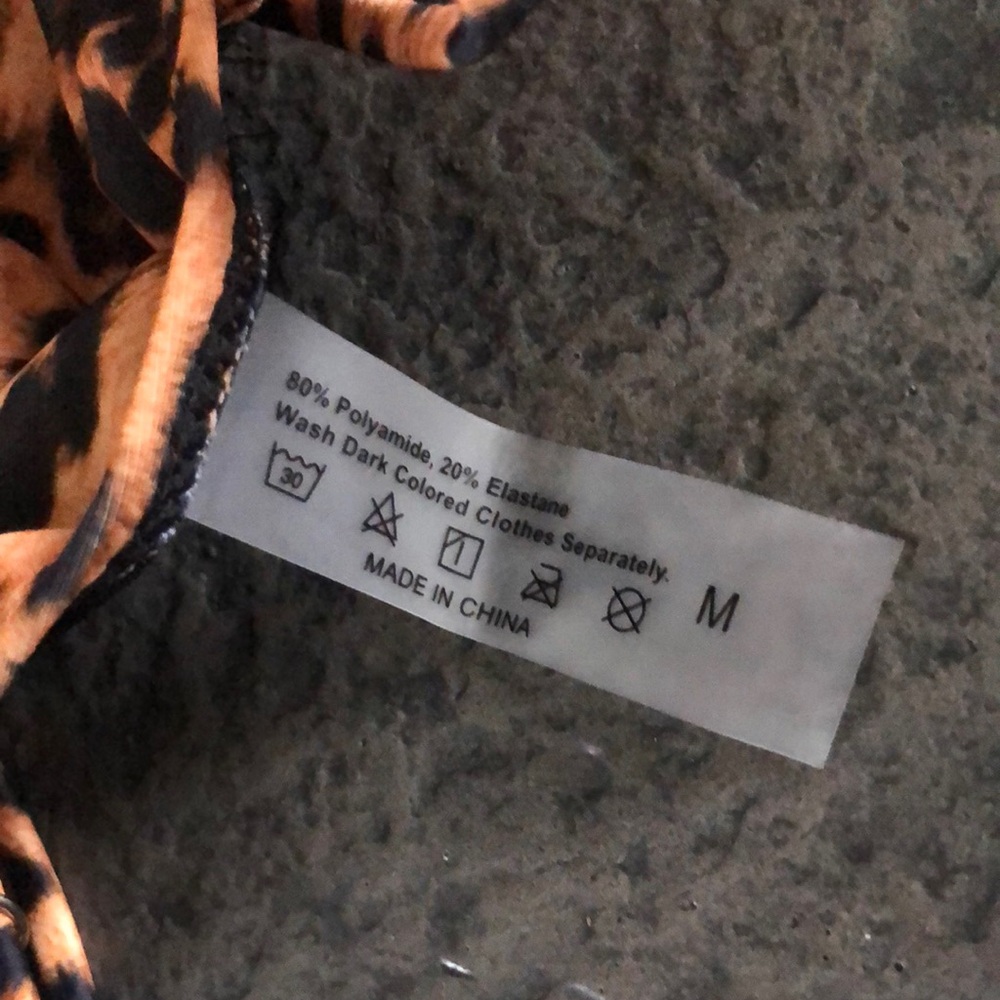 80% Polyamide, 20% Elastane
Wash Dark Colored Clothes Separately.
30
M
MADE IN CHINA